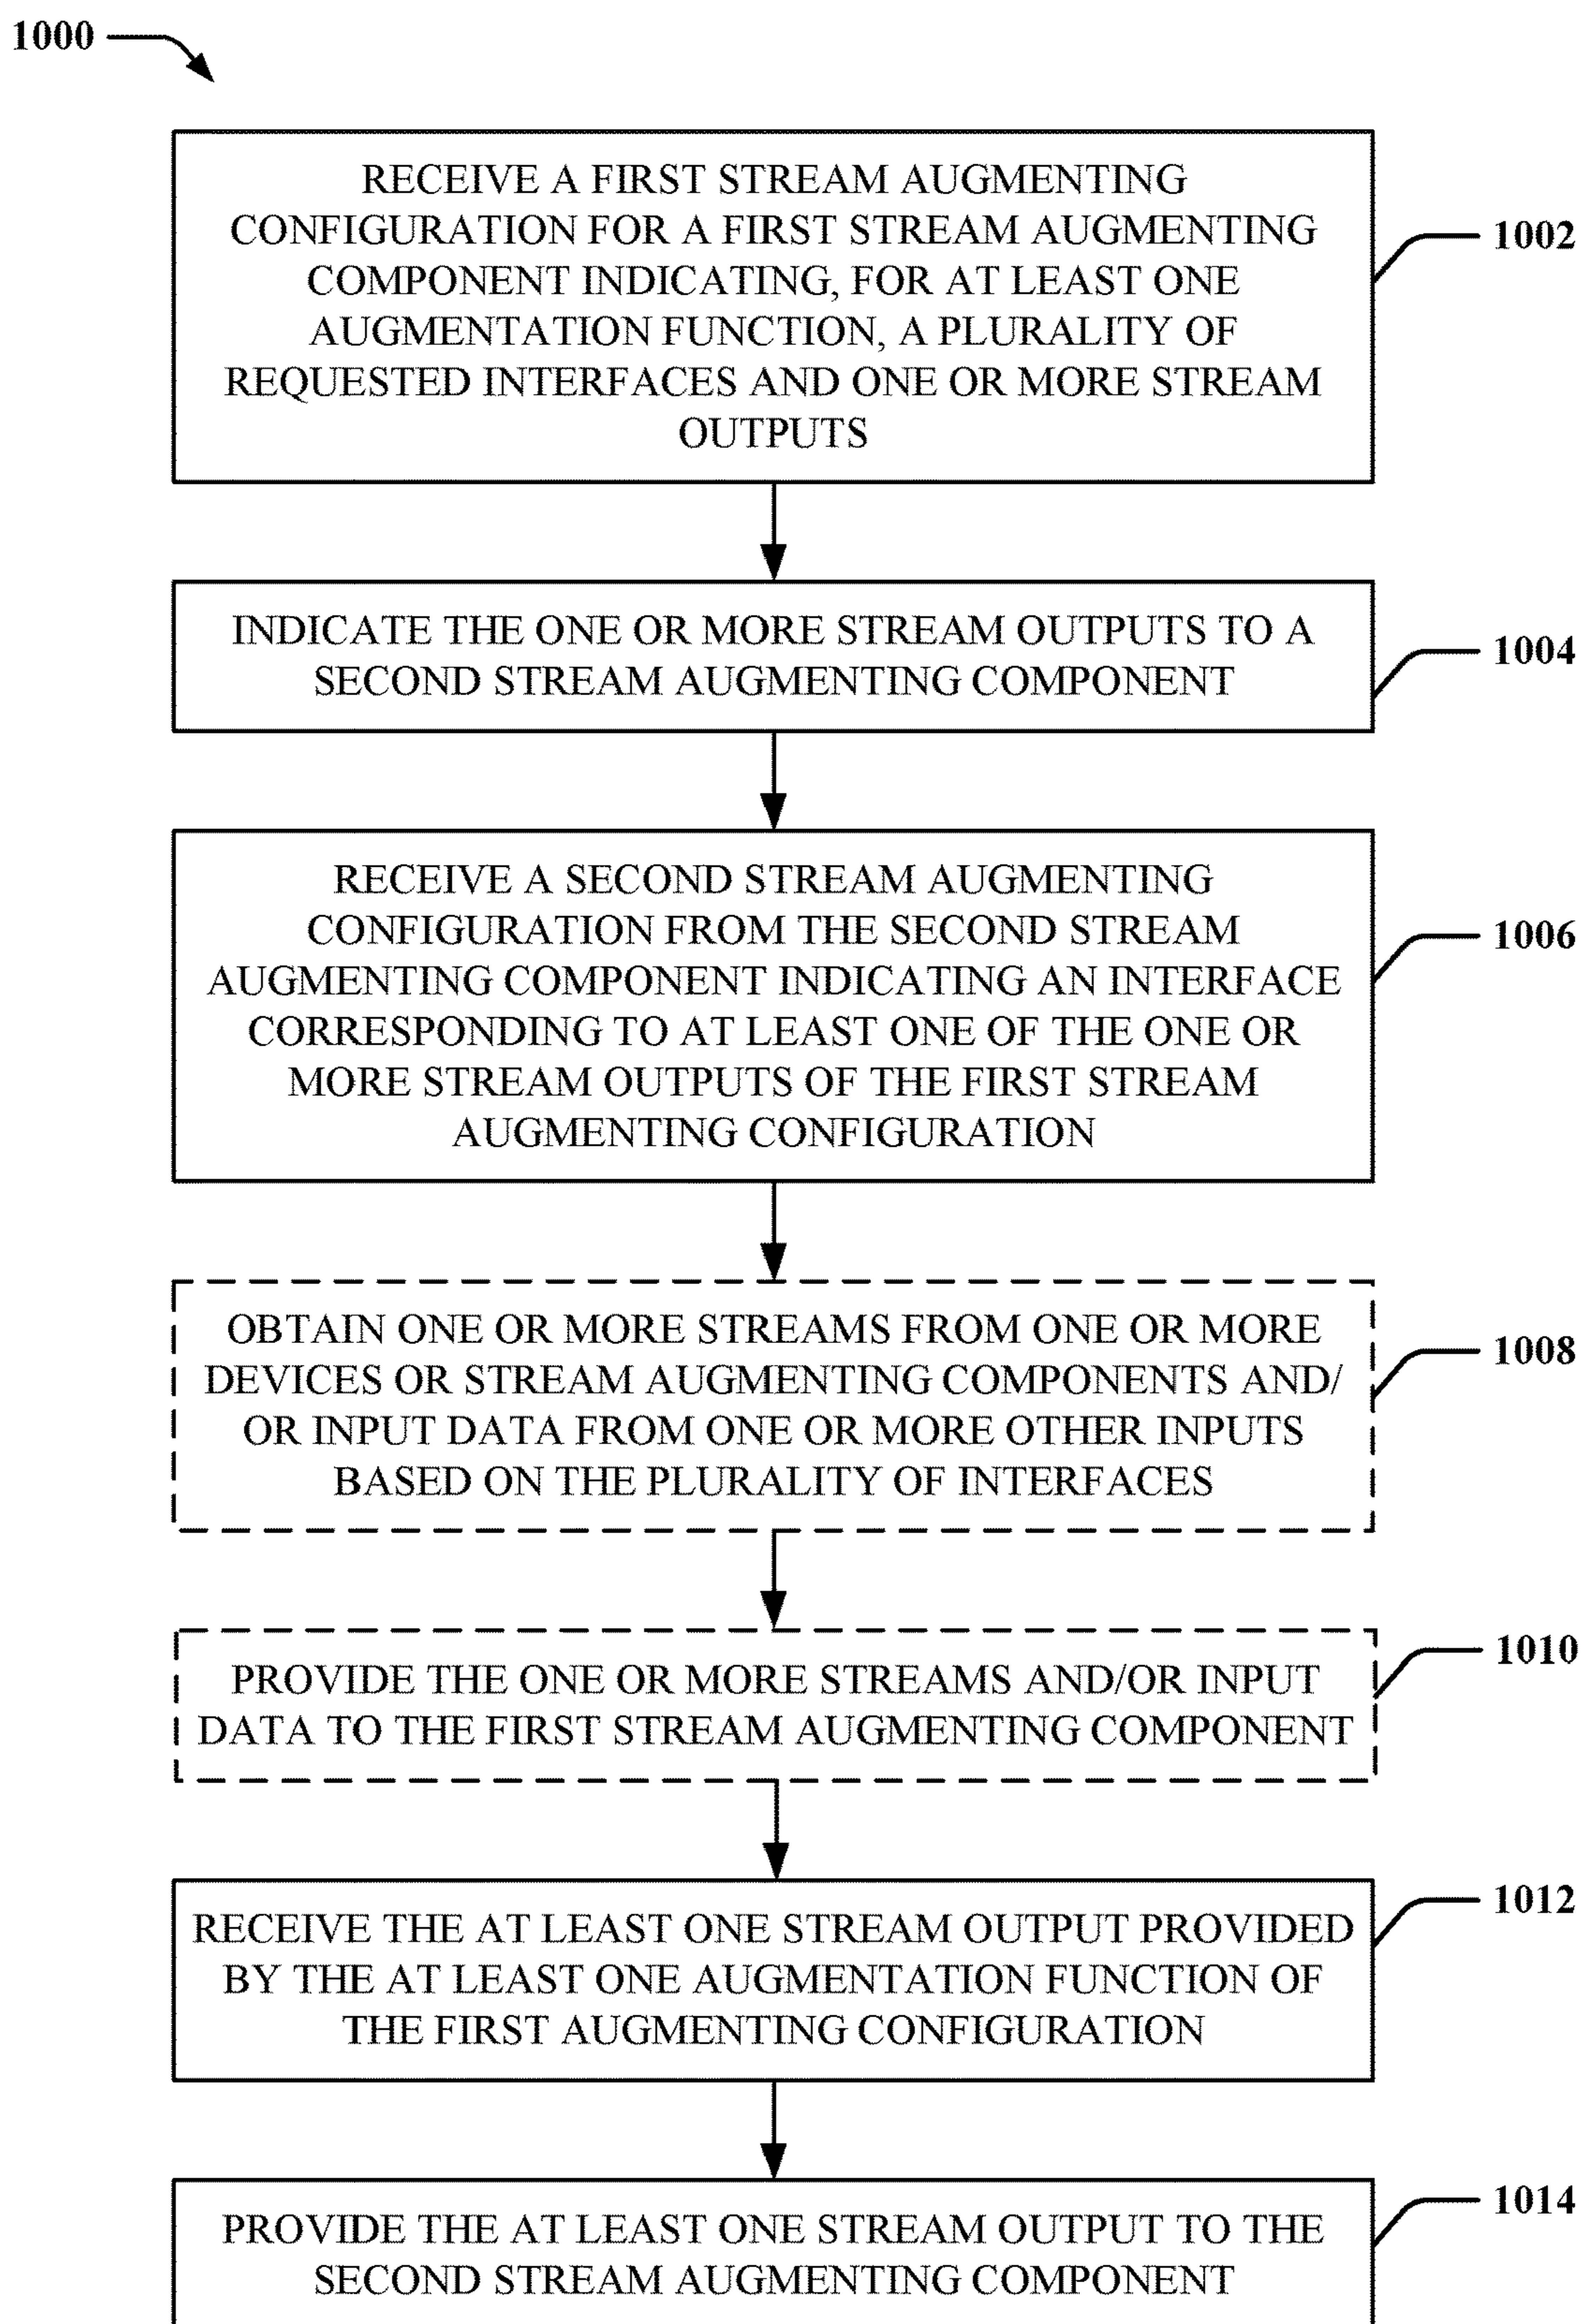 1000
RECEIVE A FIRST STREAM AUGMENTING
CONFIGURATION FOR A FIRST STREAM AUGMENTING
COMPONENT INDICATING, FOR AT LEAST ONE
AUGMENTATION FUNCTION, A PLURALITY OF
REQUESTED INTERFACES AND ONE OR MORE STREAM
OUTPUTS
1002
INDICATE THE ONE OR MORE STREAM OUTPUTS TO A
SECOND STREAM AUGMENTING COMPONENT
1004
RECEIVE A SECOND STREAM AUGMENTING
CONFIGURATION FROM THE SECOND STREAM
AUGMENTING COMPONENT INDICATING AN INTERFACE
CORRESPONDING TO AT LEAST ONE OF THE ONE OR
MORE STREAM OUTPUTS OF THE FIRST STREAM
AUGMENTING CONFIGURATION
1006
OBTAIN ONE OR MORE STREAMS FROM ONE OR MORE
DEVICES OR STREAM AUGMENTING COMPONENTS AND/
OR INPUT DATA FROM ONE OR MORE OTHER INPUTS
BASED ON THE PLURALITY OF INTERFACES
1008
PROVIDE THE ONE OR MORE STREAMS AND/OR INPUT
DATA TO THE FIRST STREAM AUGMENTING COMPONENT
1010
RECEIVE THE AT LEAST ONE STREAM OUTPUT PROVIDED
BY THE AT LEAST ONE AUGMENTATION FUNCTION OF
THE FIRST AUGMENTING CONFIGURATION
1012
PROVIDE THE AT LEAST ONE STREAM OUTPUT TO THE
SECOND STREAM AUGMENTING COMPONENT
1014